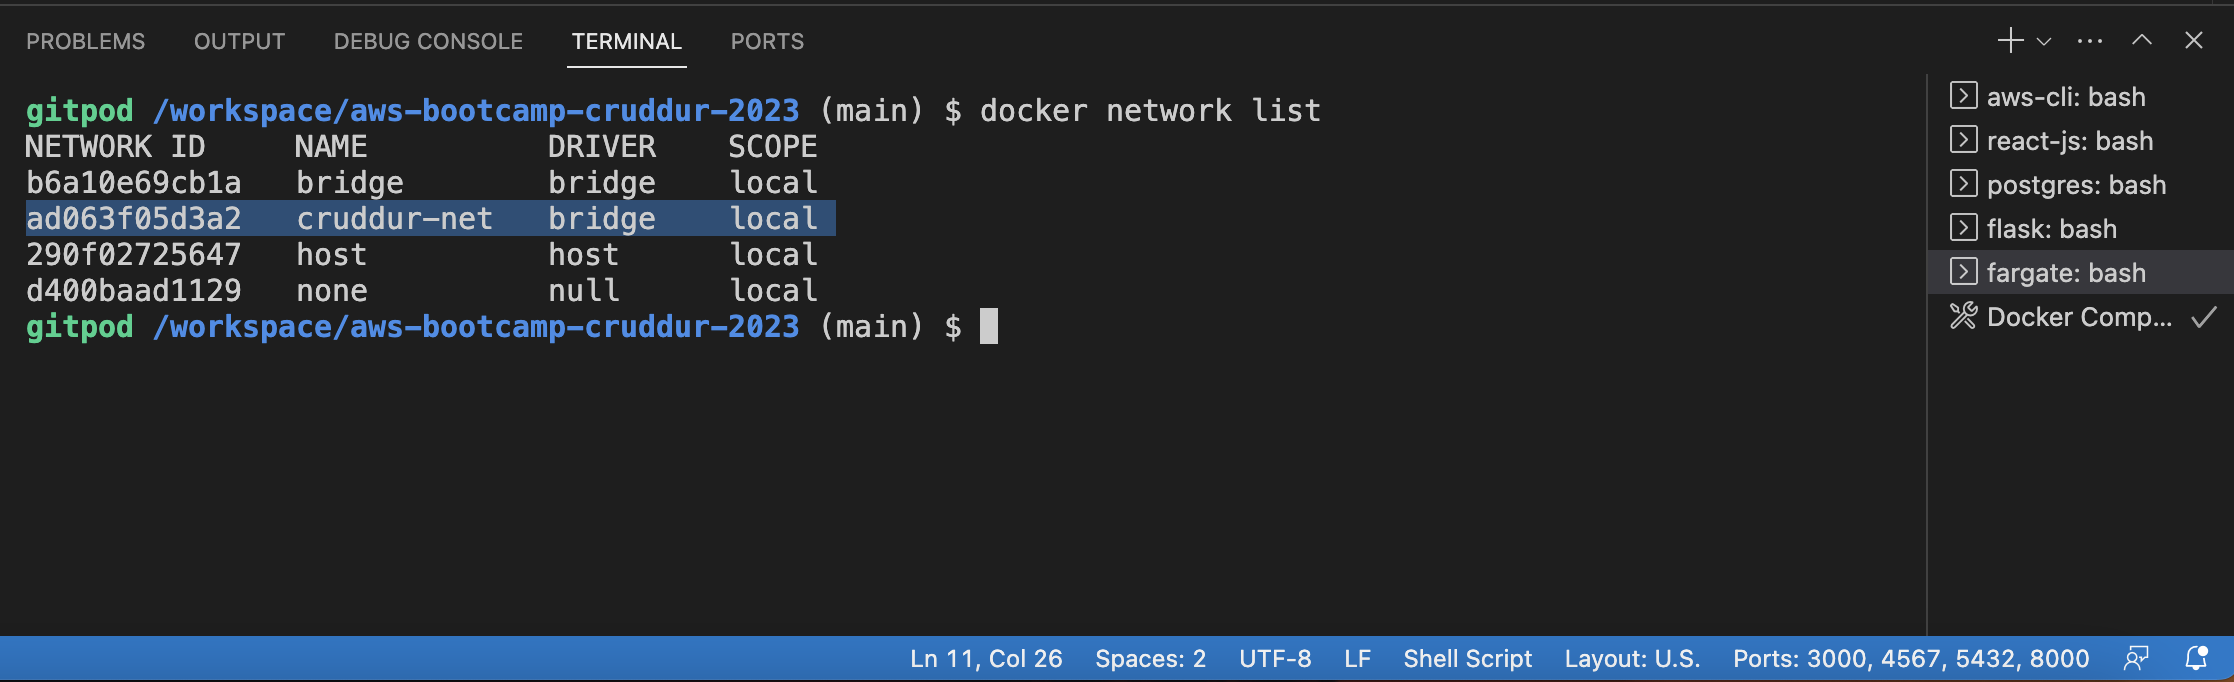 PROBLEMS OUTPUT DEBUG CONSOLE TERMINAL PORTS
gitpod /workspace/aws-bootcamp-cruddur-2023 (main) $ docker network list
NETWORK ID NAME DRIVER SCOPE
b6a10e69cb1a bridge bridge local
ad063f05d3a2 cruddur-net bridge local
290f02725647 host host local
d400baad1129 none null local
gitpod /workspace/aws-bootcamp-cruddur-2023 (main) $
aws-cli: bash
react-js: bash
postgres: bash
flask: bash
fargate: bash
Docker Comp...
Ln 11, Col 26 Spaces: 2 UTF-8 LF Shell Script Layout: U.S. Ports: 3000, 4567, 5432, 8000